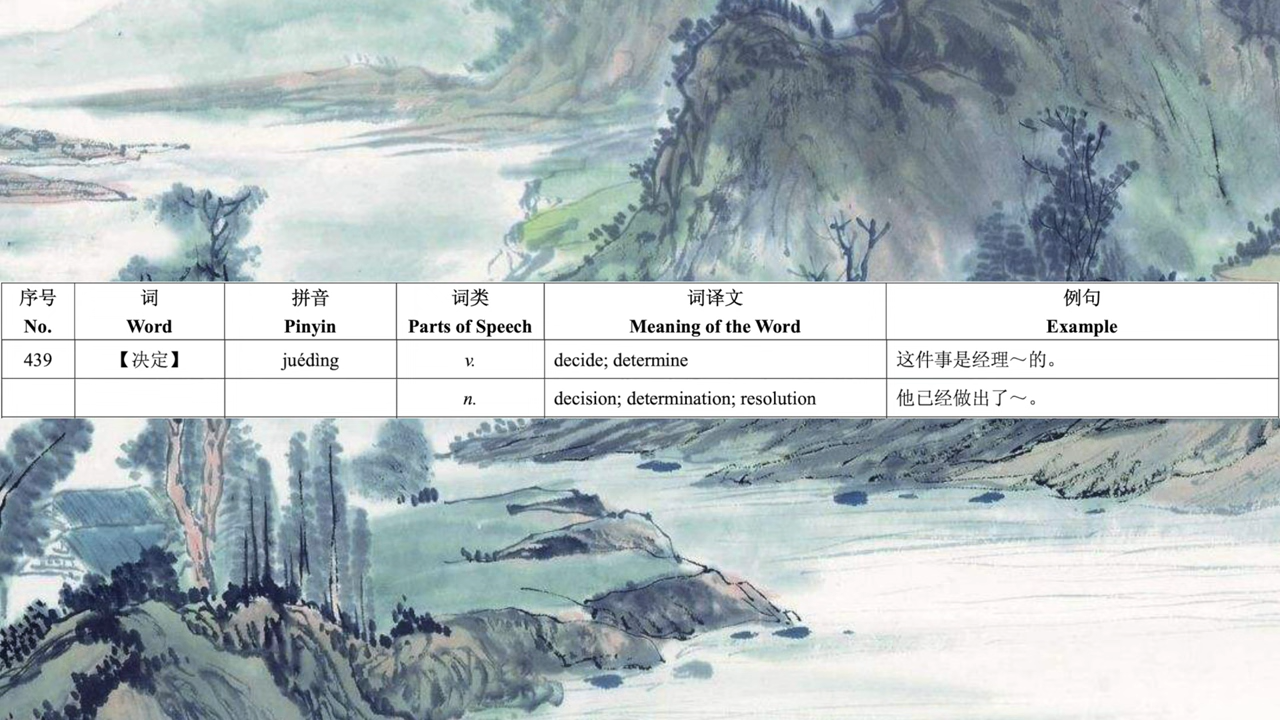 序号 词 拼音 词类 词译文 例句
No. Word Pinyin Parts of Speech Meaning of the Word Example
439 【决定】 juédìng v. decide; determine 这件事是经理～的。
n. decision; determination; resolution 他已经做出了～。